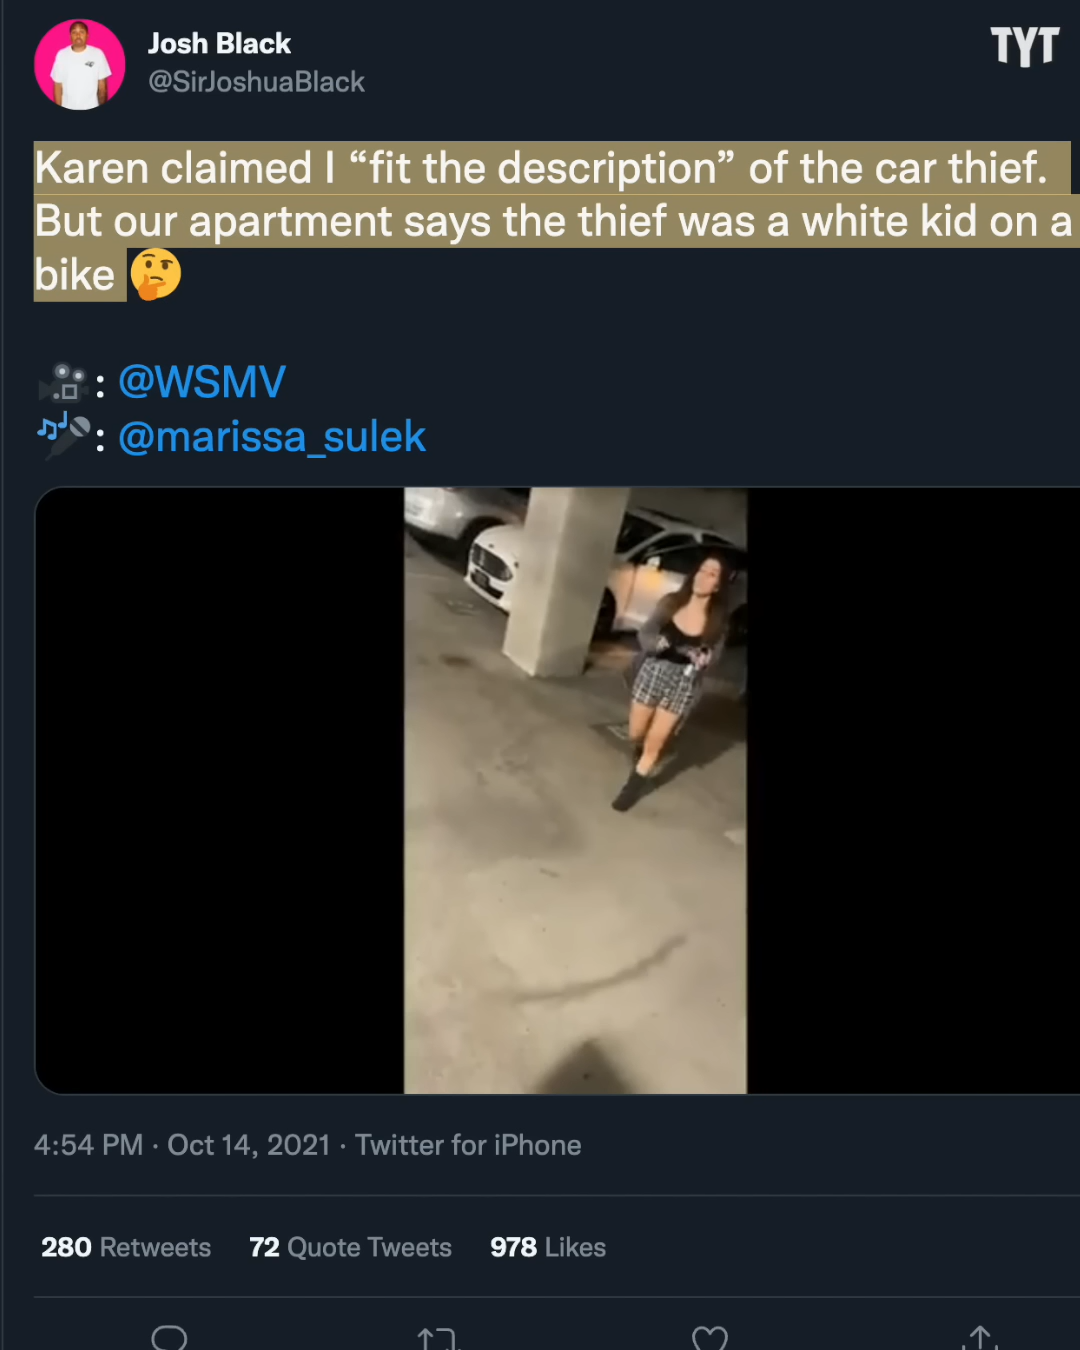 Josh Black
TYT
@SirJoshuaBlack
Karen claimed I “fit the description” of the car thief.
But our apartment says the thief was a white kid on a
bike 🤔
🎥: @WSMV
🎤: @marissa_sulek
4:54 PM · Oct 14, 2021 · Twitter for iPhone
280 Retweets 72 Quote Tweets 978 Likes